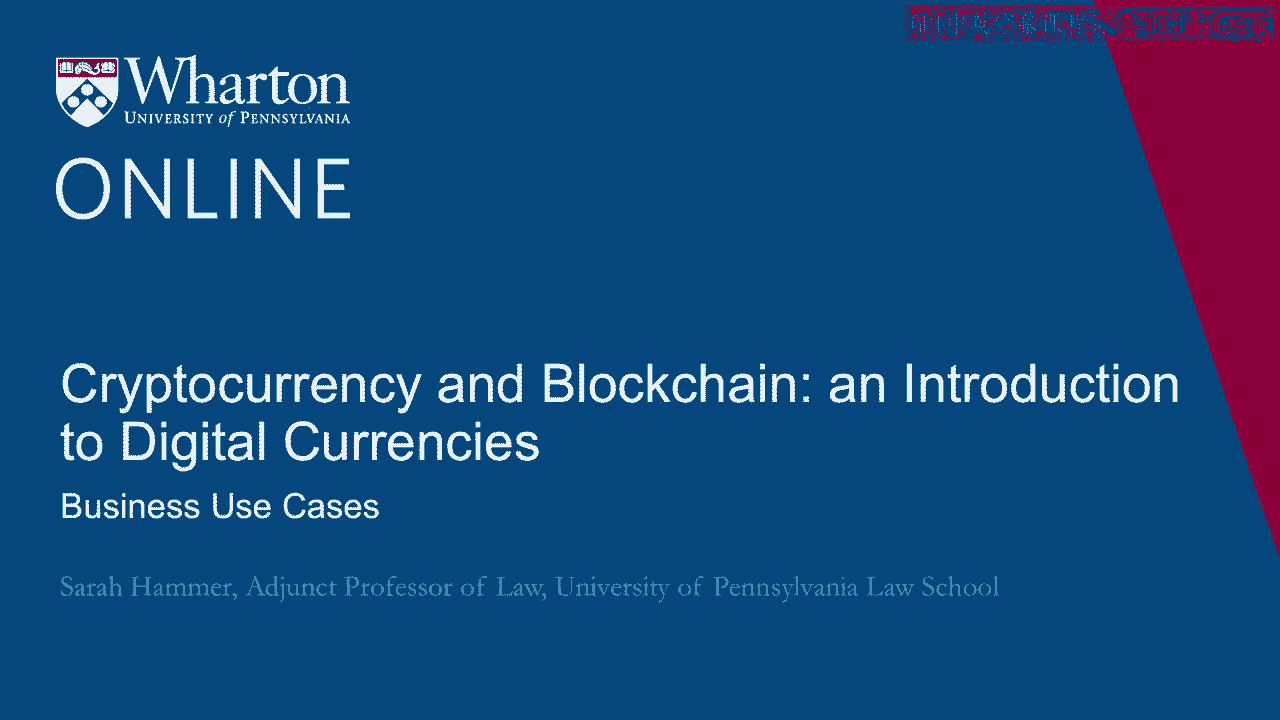 Wharton
UNIVERSITY of PENNSYLVANIA
ONLINE
Cryptocurrency and Blockchain: an Introduction
to Digital Currencies
Business Use Cases
Sarah Hammer, Adjunct Professor of Law, University of Pennsylvania Law School